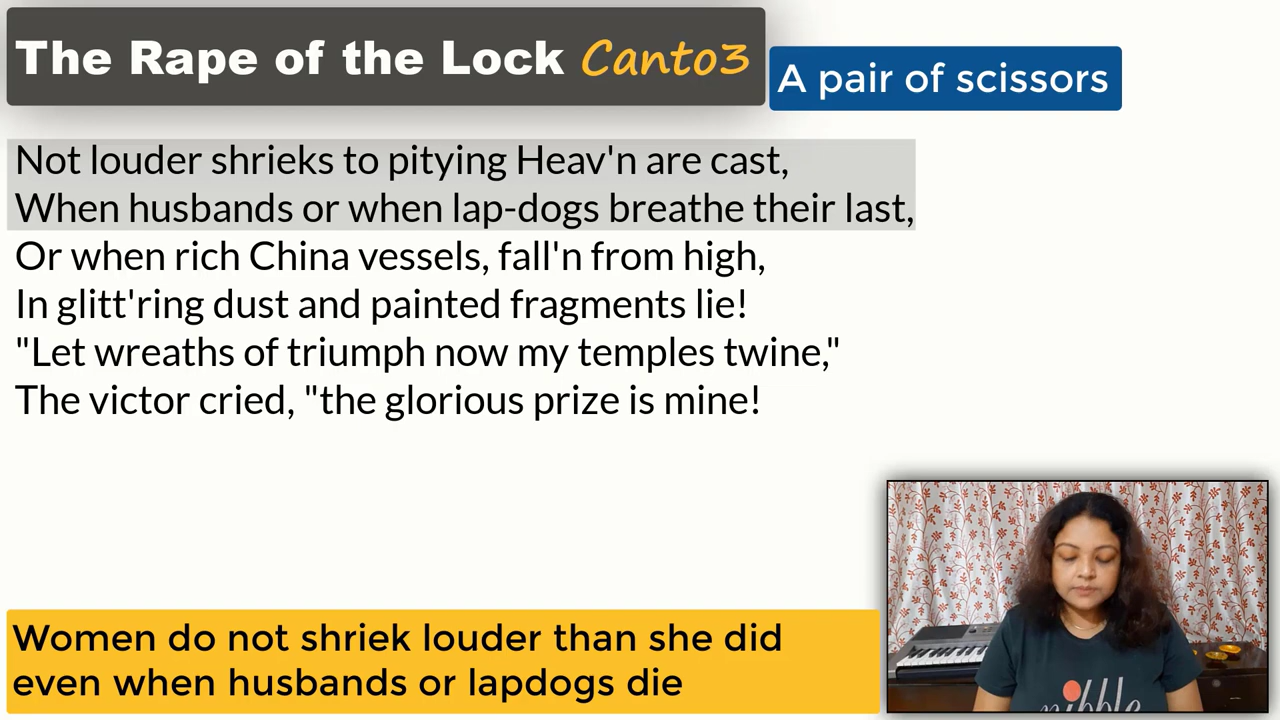 The Rape of the Lock Canto3
A pair of scissors
Not louder shrieks to pitying Heav'n are cast,
When husbands or when lap-dogs breathe their last,
Or when rich China vessels, fall'n from high,
In glitt'ring dust and painted fragments lie!
"Let wreaths of triumph now my temples twine,"
The victor cried, "the glorious prize is mine!
Women do not shriek louder than she did
even when husbands or lapdogs die
nibble